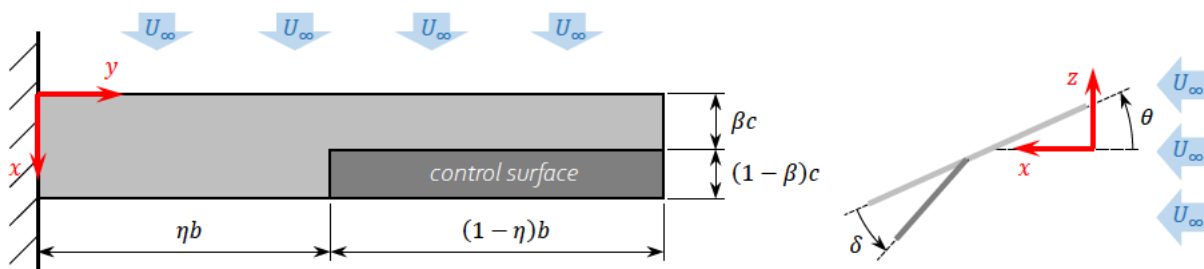 U∞ U∞ U∞ U∞
y
x
control surface
βc
(1 − β)c
ηb
(1 − η)b
z
x
θ
δ
U∞
U∞
U∞